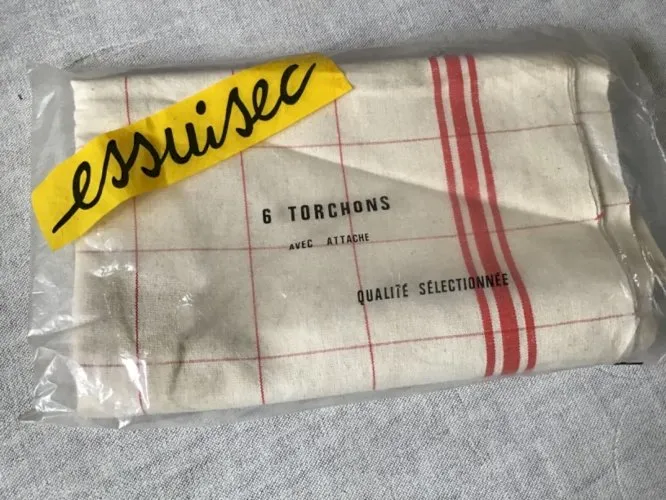 essuisec
6 TORCHONS
AVEC ATTACHE
QUALITÉ SÉLECTIONNÉE